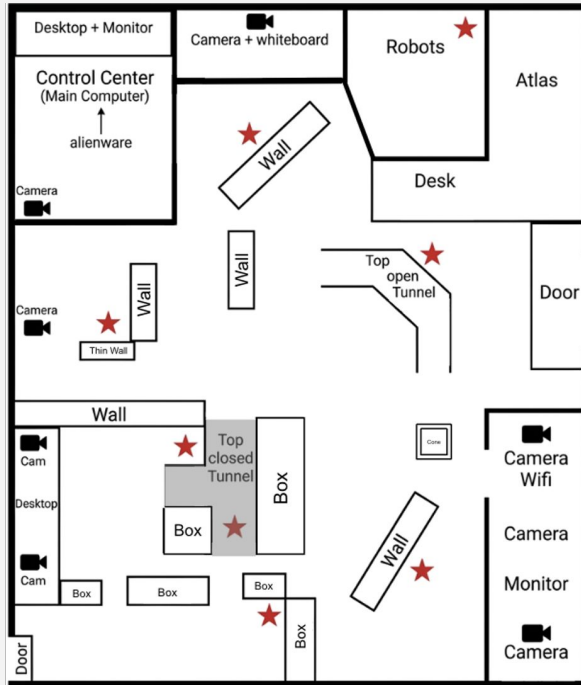 Desktop + Monitor
Control Center
(Main Computer)
alienware
Camera
Camera + whiteboard
Robots
Atlas
Desk
Wall
Wall
Wall
Thin Wall
Camera
Top
open
Tunnel
Door
Wall
Cam
Desktop
Cam
Top
closed
Tunnel
Box
Box
Cone
Camera
Wifi
Camera
Monitor
Camera
Wall
Box
Box
Box
Box
Door